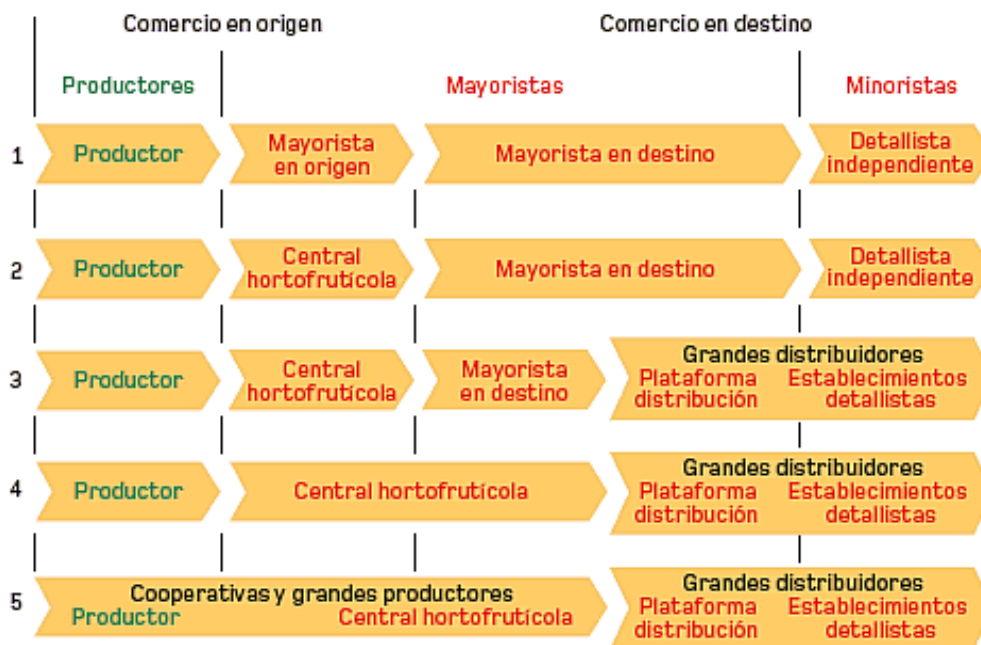 Comercio en origen
Comercio en destino
Productores
Mayoristas
Minoristas
1
Productor
Mayorista
en origen
Mayorista en destino
Detallista
independiente
2
Productor
Central
hortofrutícola
Mayorista en destino
Detallista
independiente
3
Productor
Central
hortofrutícola
Mayorista
en destino
Grandes distribuidores
Plataforma
distribución
Establecimientos
detallistas
4
Productor
Central hortofrutícola
Grandes distribuidores
Plataforma
distribución
Establecimientos
detallistas
5
Cooperativas y grandes productores
Productor
Central hortofrutícola
Grandes distribuidores
Plataforma
distribución
Establecimientos
detallistas